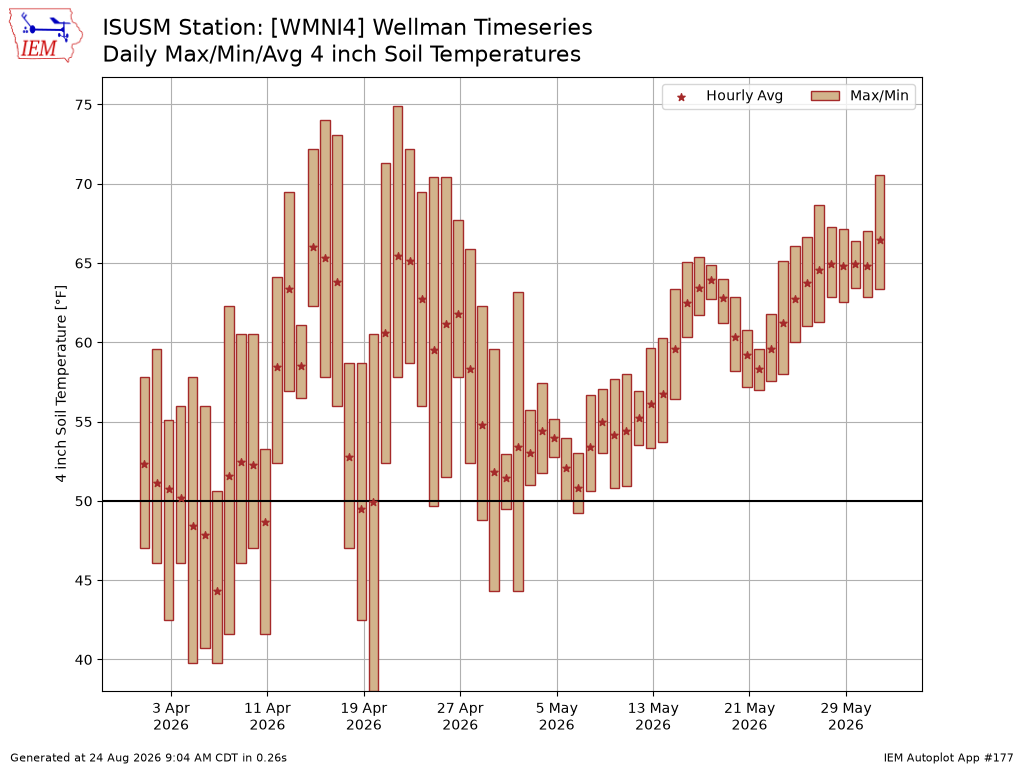 IEM
ISUSM Station: [WMNI4] Wellman Timeseries
Daily Max/Min/Avg 4 inch Soil Temperatures
Hourly Avg
Max/Min
4 inch Soil Temperature [°F]
75
70
65
60
55
50
45
40
3 Apr
2026
11 Apr
2026
19 Apr
2026
27 Apr
2026
5 May
2026
13 May
2026
21 May
2026
29 May
2026
Generated at 24 Aug 2026 9:04 AM CDT in 0.26s
IEM Autoplot App #177